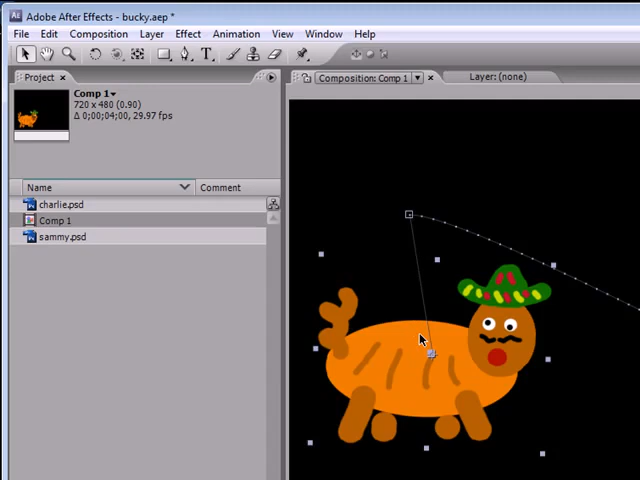 Ae Adobe After Effects - bucky.aep *
File Edit Composition Layer Effect Animation View Window Help
T
Project × Composition: Comp 1 × Layer: (none)
Comp 1
720 x 480 (0.90)
Δ 0;00;04;00, 29.97 fps
Name Comment
charlie.psd
Comp 1
sammy.psd